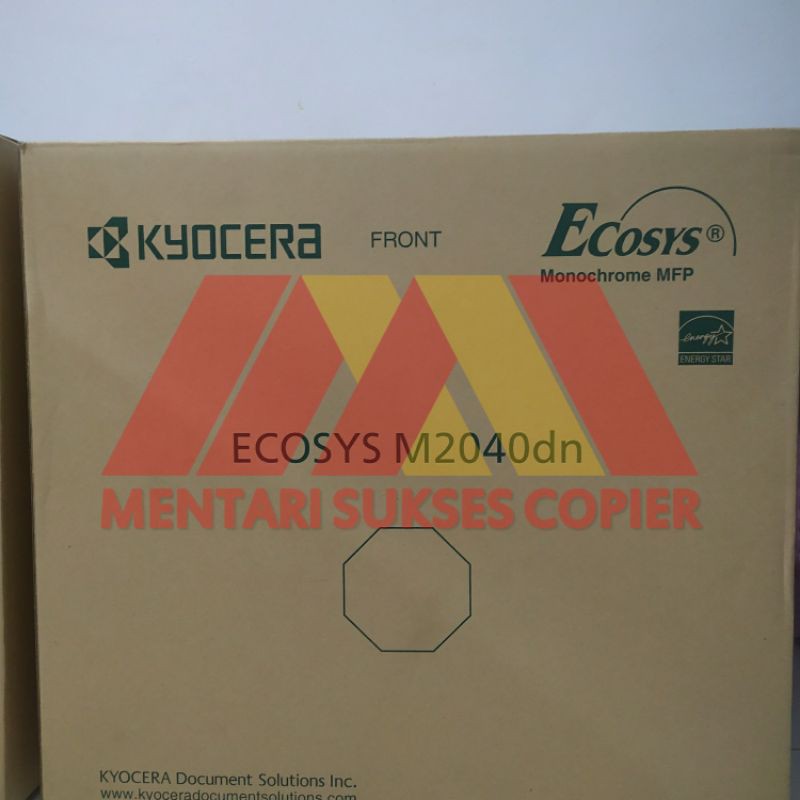 KYOCERA
FRONT
ECOSYS®
Monochrome MFP
energy
ENERGY STAR
ECOSYS M2040dn
MENTARI SUKSES COPIER
KYOCERA Document Solutions Inc.
www.kyoceradocumentsolutions.com